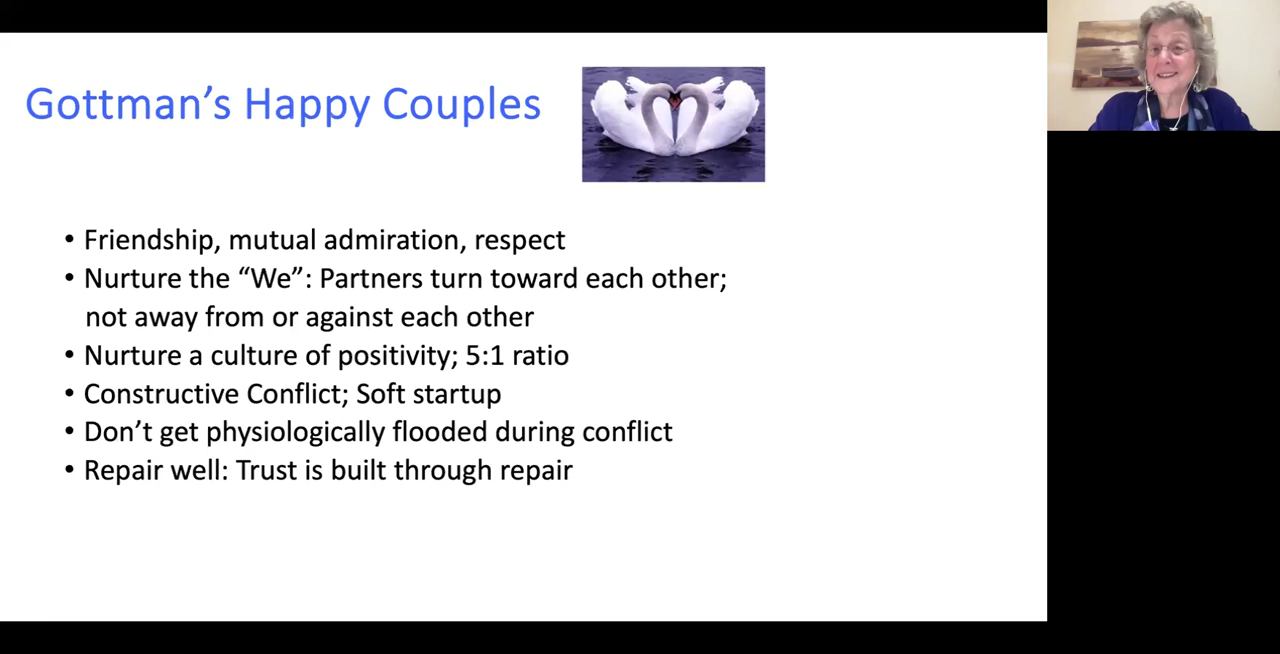 Gottman’s Happy Couples
• Friendship, mutual admiration, respect
• Nurture the “We”: Partners turn toward each other;
not away from or against each other
• Nurture a culture of positivity; 5:1 ratio
• Constructive Conflict; Soft startup
• Don’t get physiologically flooded during conflict
• Repair well: Trust is built through repair